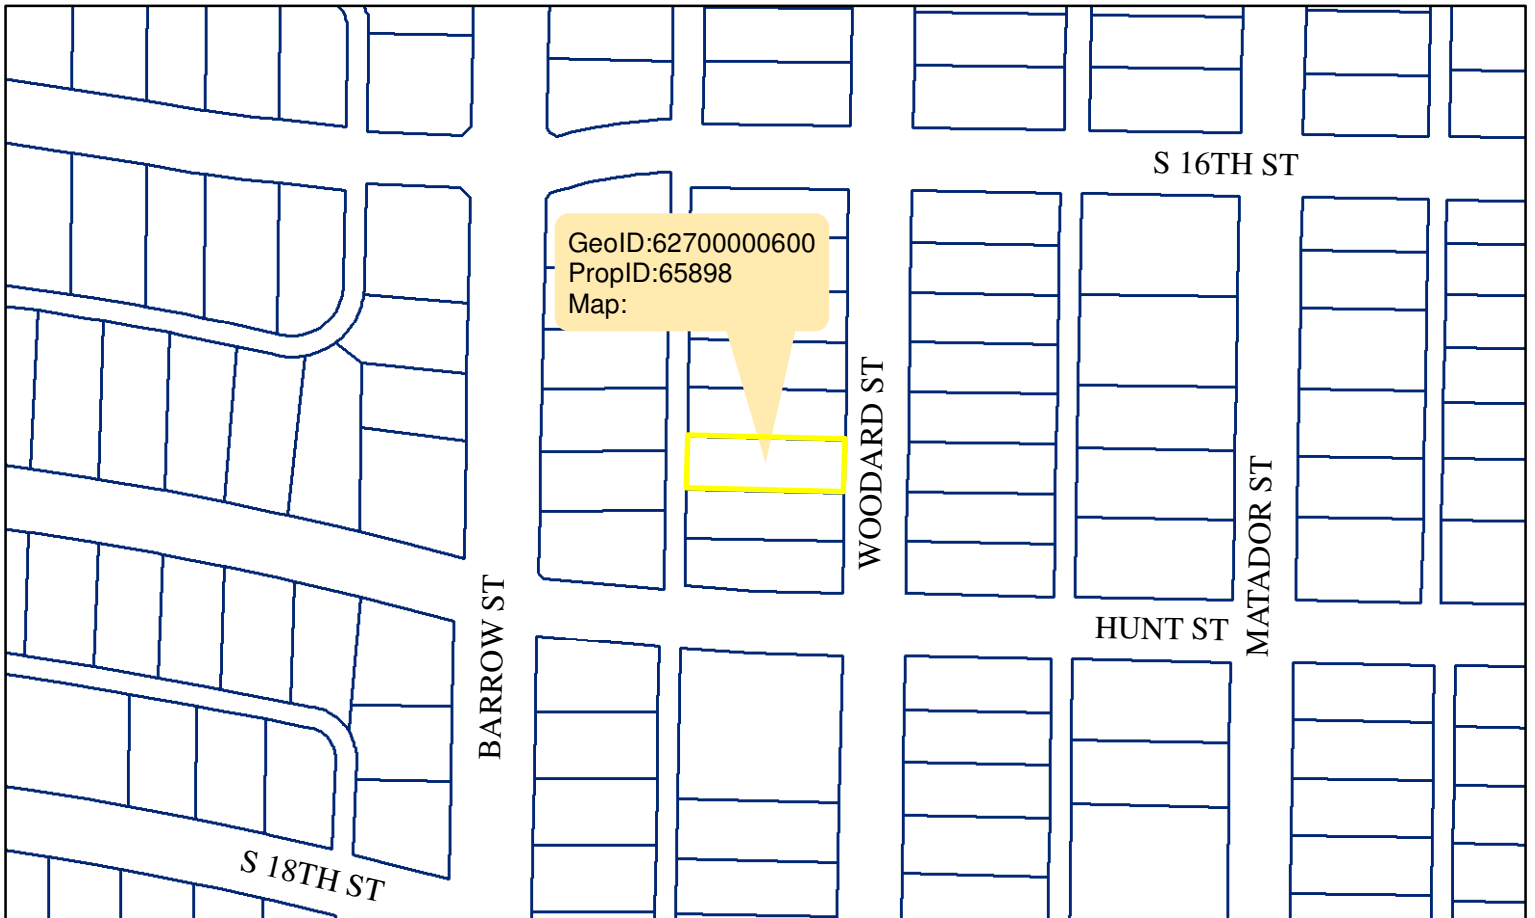 S 16TH ST
GeoID:62700000600
PropID:65898
Map:
WOODARD ST
MATADOR ST
BARROW ST
HUNT ST
S 18TH ST